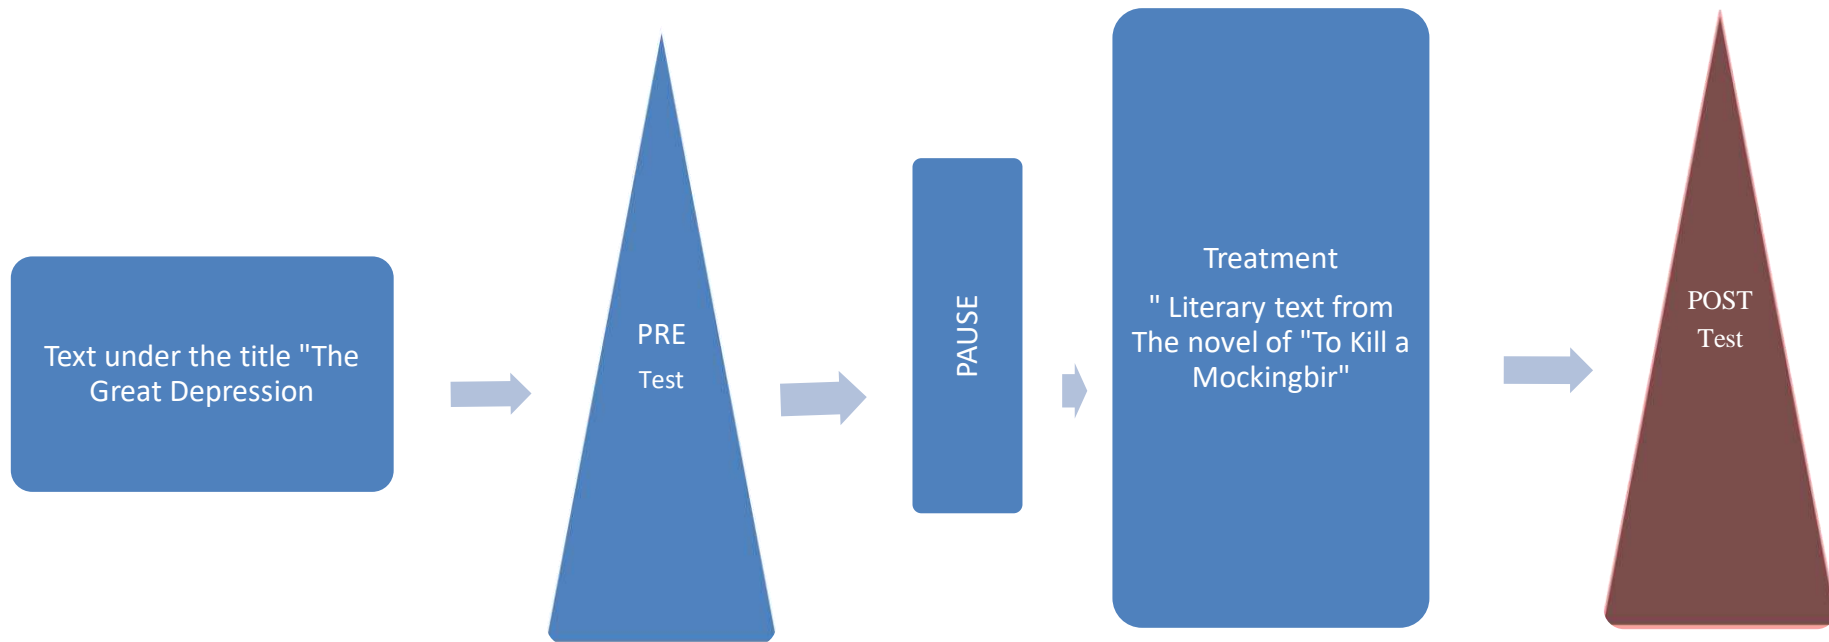 Text under the title "The
Great Depression
PRE
Test
PAUSE
Treatment
" Literary text from
The novel of "To Kill a
Mockingbir"
POST
Test